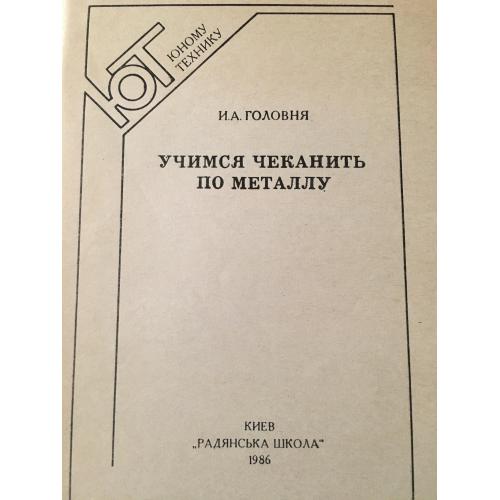 ЮТ
ЮНОМУ
ТЕХНИКУ
И.А. ГОЛОВНЯ
УЧИМСЯ ЧЕКАНИТЬ
ПО МЕТАЛЛУ
КИЕВ
„РАДЯНСЬКА ШКОЛА"
1986